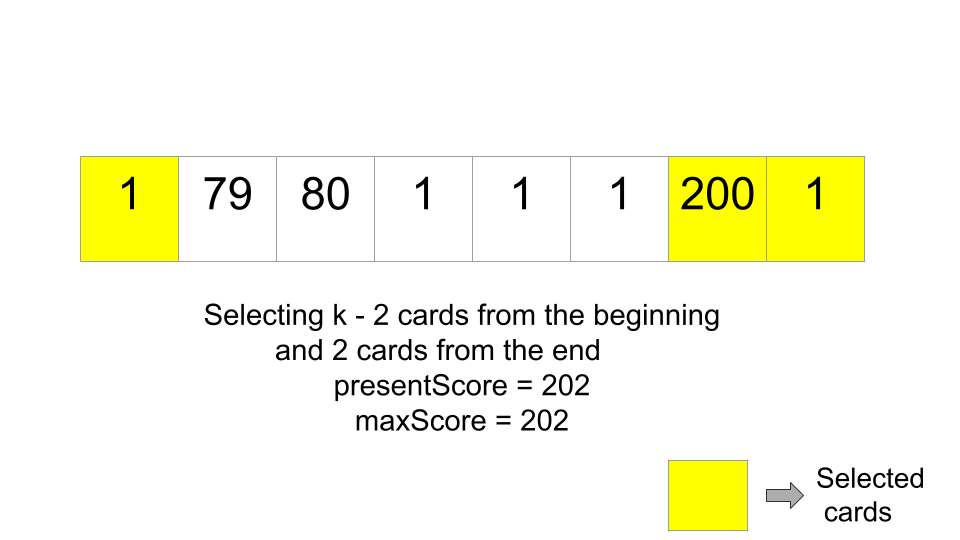 1 79 80 1 1 1 200 1
Selecting k - 2 cards from the beginning
and 2 cards from the end
presentScore = 202
maxScore = 202
Selected
cards